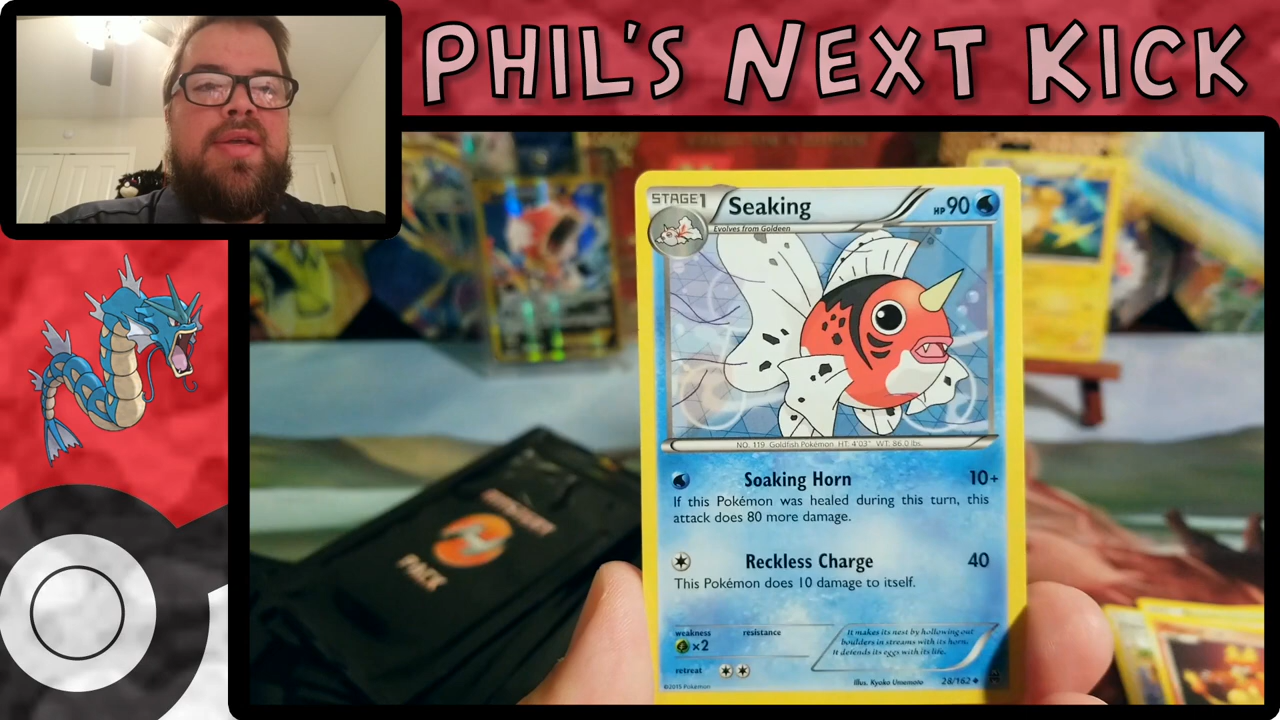 PHIL'S NEXT KICK
STAGE1
Seaking
HP90
Evolves from Goldeen
NO. 119 Goldfish Pokémon HT: 4'03" WT: 86.0 lbs.
Soaking Horn 10+
If this Pokémon was healed during this turn, this
attack does 80 more damage.
Reckless Charge 40
This Pokémon does 10 damage to itself.
weakness resistance
×2
retreat
It makes its nest by hollowing out
boulders in streams with its horn.
It defends its eggs with its life.
©2015 Pokémon
Illus. Kyoko Umemoto
28/162
PACK